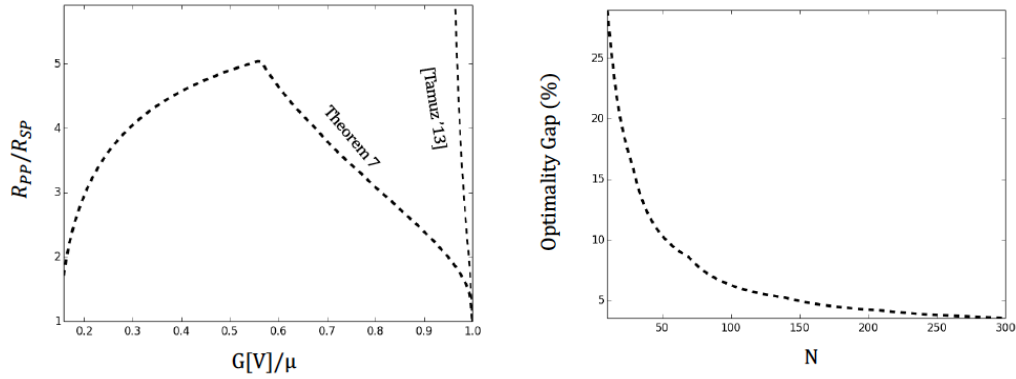 5
4
3
2
1
R_PP/R_SP
[Tamuz '13]
Theorem 7
0.2 0.3 0.4 0.5 0.6 0.7 0.8 0.9 1.0
G[V]/μ
25
20
15
10
5
Optimality Gap (%)
50 100 150 200 250 300
N